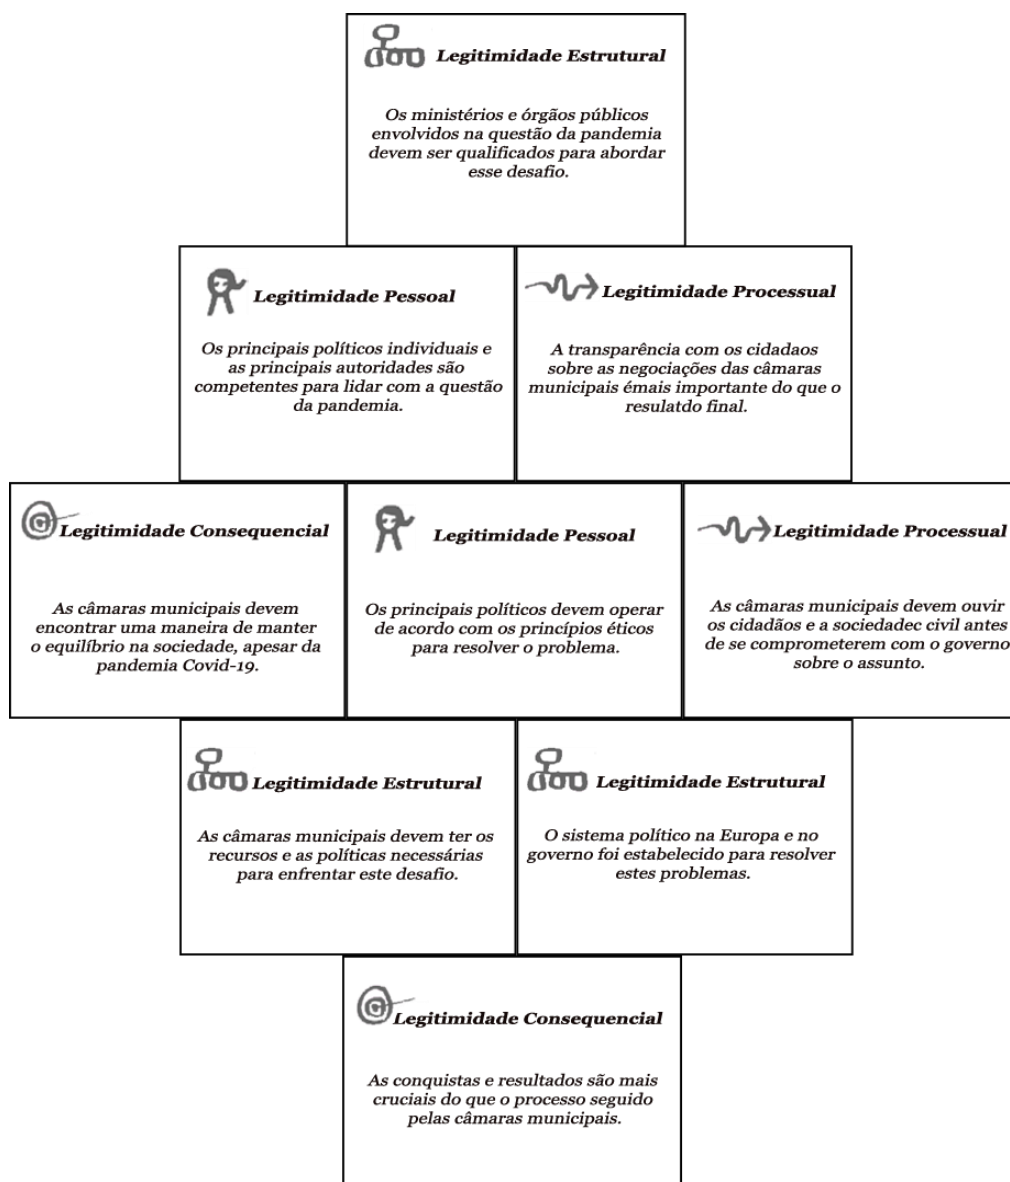 Legitimidade Estrutural
Os ministérios e órgãos públicos
envolvidos na questão da pandemia
devem ser qualificados para abordar
esse desafio.
Legitimidade Pessoal
Os principais políticos individuais e
as principais autoridades são
competentes para lidar com a questão
da pandemia.
Legitimidade Processual
A transparência com os cidadaos
sobre as negociações das câmaras
municipais émais importante do que o
resulatdo final.
Legitimidade Consequencial
As câmaras municipais devem
encontrar uma maneira de manter
o equilíbrio na sociedade, apesar da
pandemia Covid-19.
Legitimidade Pessoal
Os principais políticos devem operar
de acordo com os princípios éticos
para resolver o problema.
Legitimidade Processual
As câmaras municipais devem ouvir
os cidadãos e a sociedadec civil antes
de se comprometerem com o governo
sobre o assunto.
Legitimidade Estrutural
As câmaras municipais devem ter os
recursos e as políticas necessárias
para enfrentar este desafio.
Legitimidade Estrutural
O sistema político na Europa e no
governo foi estabelecido para resolver
estes problemas.
Legitimidade Consequencial
As conquistas e resultados são mais
cruciais do que o processo seguido
pelas câmaras municipais.